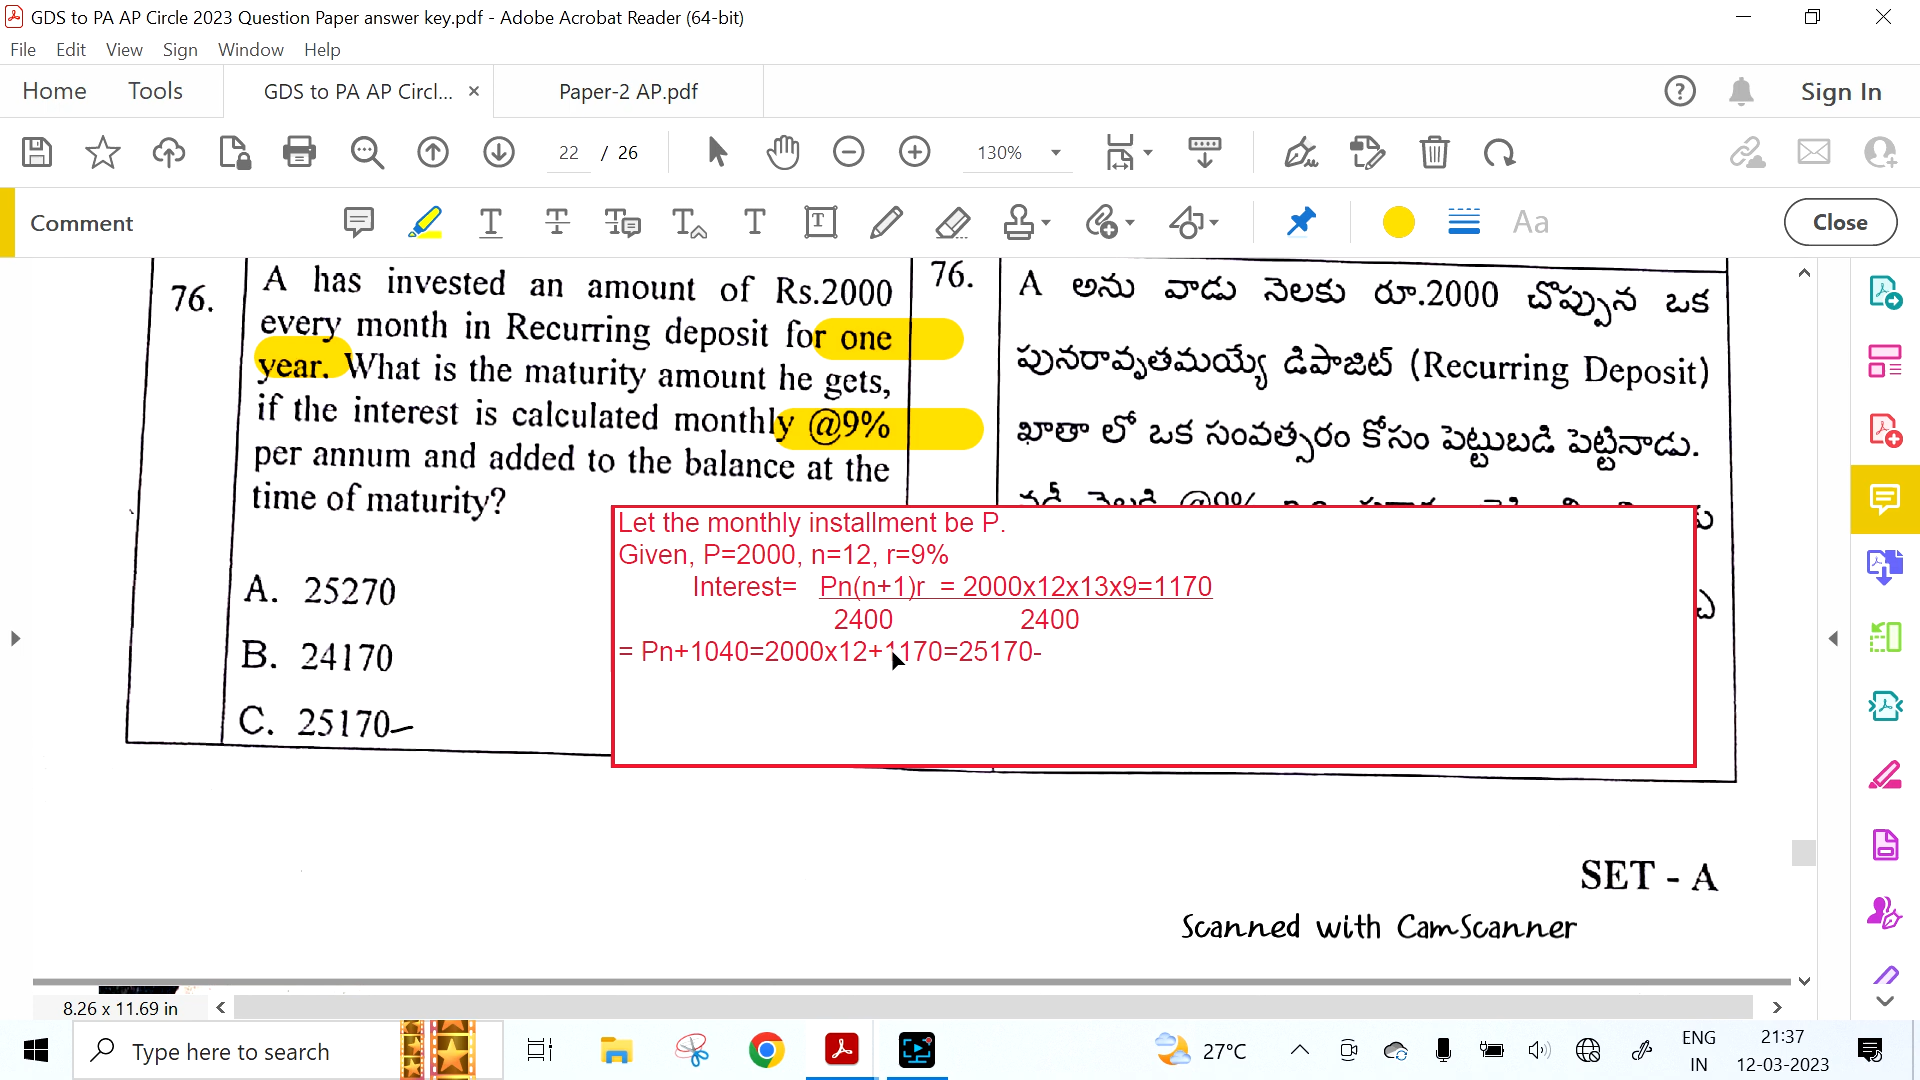 GDS to PA AP Circle 2023 Question Paper answer key.pdf - Adobe Acrobat Reader (64-bit)
File Edit View Sign Window Help
Home Tools GDS to PA AP Circl... × Paper-2 AP.pdf Sign In
22 / 26 130%
Comment Aa Close
76. A has invested an amount of Rs.2000
every month in Recurring deposit for one
year. What is the maturity amount he gets,
if the interest is calculated monthly @9%
per annum and added to the balance at the
time of maturity?
A. 25270
B. 24170
C. 25170
76. A అను వాడు నెలకు రూ.2000 చొప్పున ఒక
పునరావృతమయ్యే డిపాజిట్ (Recurring Deposit)
ఖాతా లో ఒక సంవత్సరం కోసం పెట్టుబడి పెట్టినాడు.
Let the monthly installment be P.
Given, P=2000, n=12, r=9%
Interest= Pn(n+1)r = 2000x12x13x9=1170
2400 2400
= Pn+1040=2000x12+1170=25170-
SET - A
Scanned with CamScanner
8.26 x 11.69 in
Type here to search 27°C ENG 21:37
IN 12-03-2023